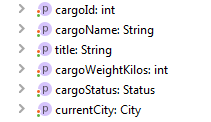 cargoId: int
cargoName: String
title: String
cargoWeightKilos: int
cargoStatus: Status
currentCity: City